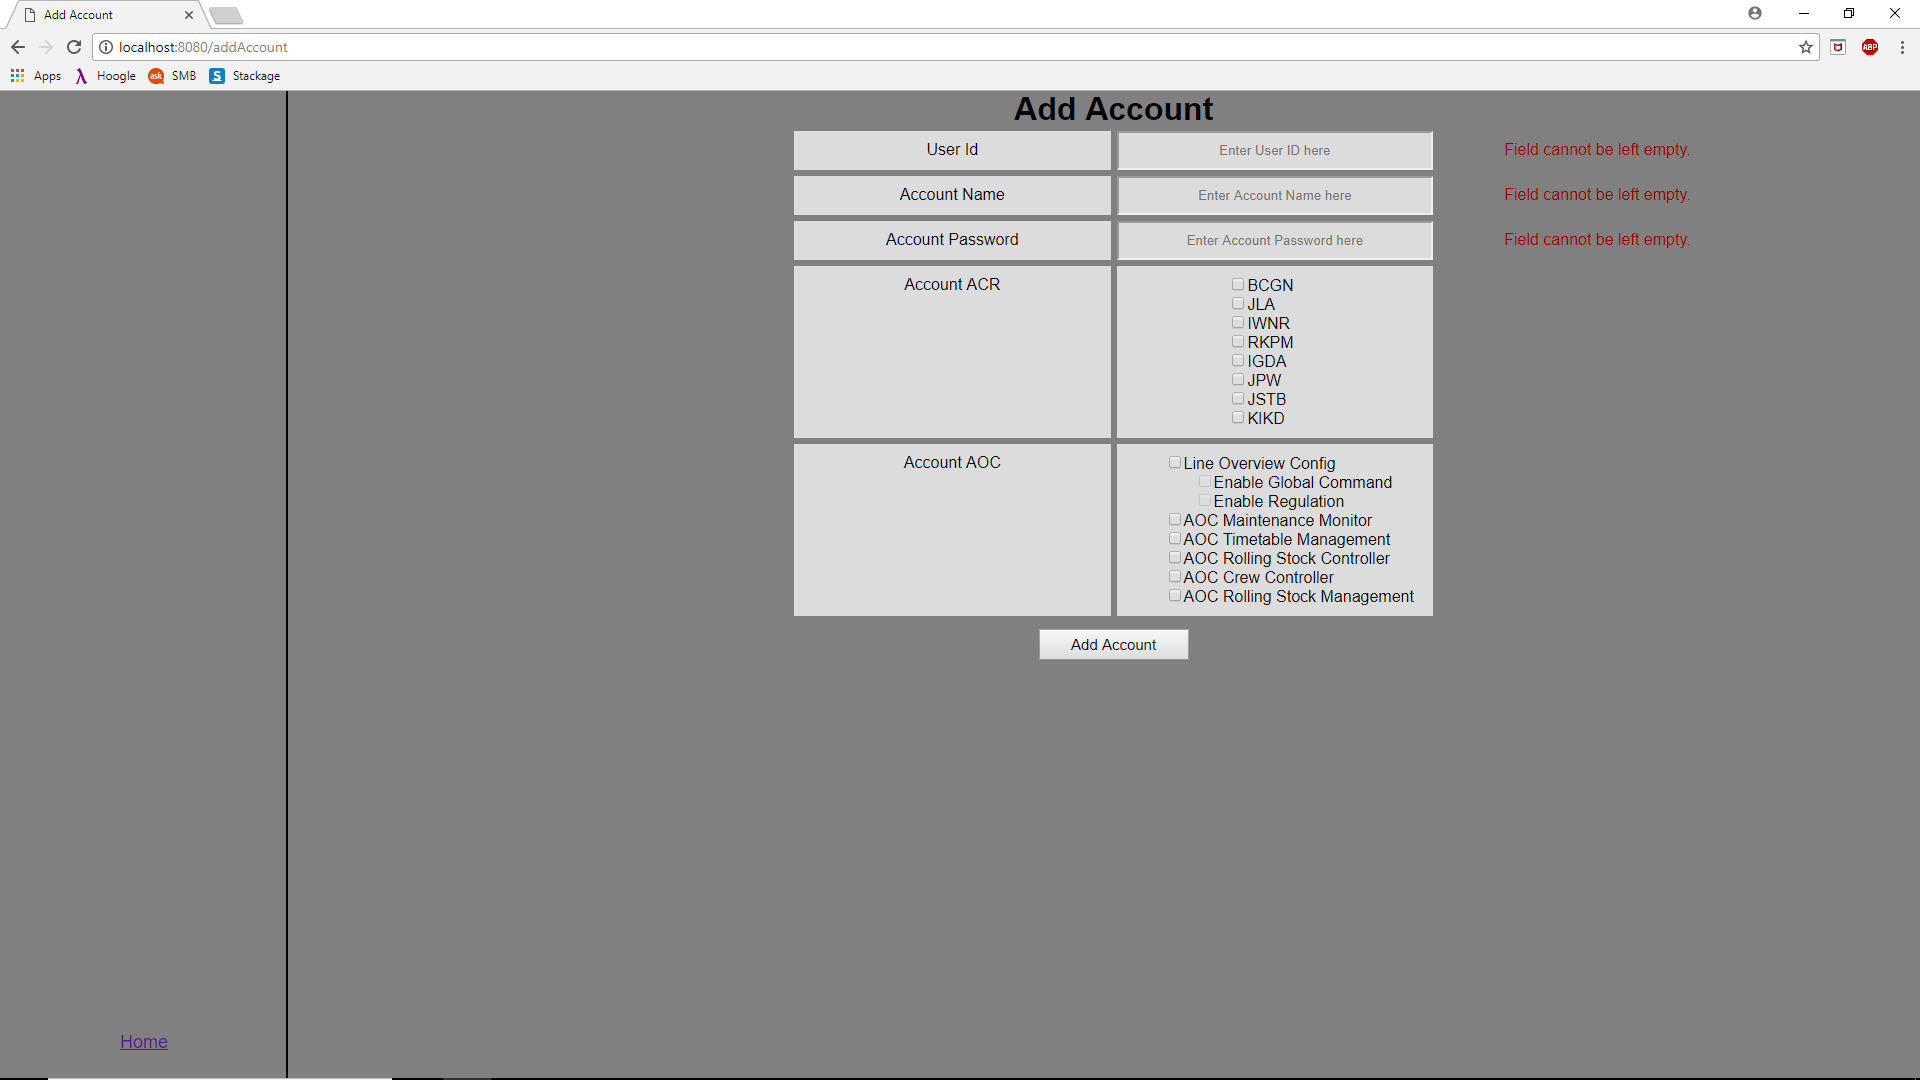 Add Account
localhost:8080/addAccount
ABP
Apps Hoogle ask SMB S Stackage
Add Account
User Id Enter User ID here Field cannot be left empty.
Account Name Enter Account Name here Field cannot be left empty.
Account Password Enter Account Password here Field cannot be left empty.
Account ACR
BCGN
JLA
IWNR
RKPM
IGDA
JPW
JSTB
KIKD
Account AOC
Line Overview Config
Enable Global Command
Enable Regulation
AOC Maintenance Monitor
AOC Timetable Management
AOC Rolling Stock Controller
AOC Crew Controller
AOC Rolling Stock Management
Add Account
Home